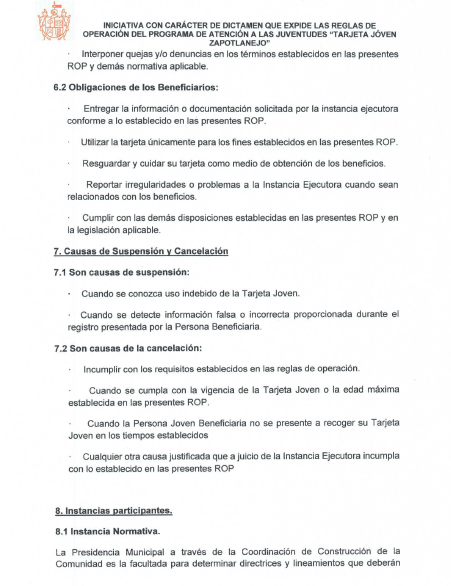 INICIATIVA CON CARÁCTER DE DICTAMEN QUE EXPIDE LAS REGLAS DE
OPERACIÓN DEL PROGRAMA DE ATENCIÓN A LAS JUVENTUDES "TARJETA JÓVEN
ZAPOTLANEJO"
· Interponer quejas y/o denuncias en los términos establecidos en las presentes
ROP y demás normativa aplicable.
6.2 Obligaciones de los Beneficiarios:
· Entregar la información o documentación solicitada por la instancia ejecutora
conforme a lo establecido en las presentes ROP.
· Utilizar la tarjeta únicamente para los fines establecidos en las presentes ROP.
· Resguardar y cuidar su tarjeta como medio de obtención de los beneficios.
· Reportar irregularidades o problemas a la Instancia Ejecutora cuando sean
relacionados con los beneficios.
· Cumplir con las demás disposiciones establecidas en las presentes ROP y en
la legislación aplicable.
7. Causas de Suspensión y Cancelación
7.1 Son causas de suspensión:
· Cuando se conozca uso indebido de la Tarjeta Joven.
· Cuando se detecte información falsa o incorrecta proporcionada durante el
registro presentada por la Persona Beneficiaria.
7.2 Son causas de la cancelación:
· Incumplir con los requisitos establecidos en las reglas de operación.
· Cuando se cumpla con la vigencia de la Tarjeta Joven o la edad máxima
establecida en las presentes ROP.
· Cuando la Persona Joven Beneficiaria no se presente a recoger su Tarjeta
Joven en los tiempos establecidos
· Cualquier otra causa justificada que a juicio de la Instancia Ejecutora incumpla
con lo establecido en las presentes ROP
8. Instancias participantes.
8.1 Instancia Normativa.
La Presidencia Municipal a través de la Coordinación de Construcción de la
Comunidad es la facultada para determinar directrices y lineamientos que deberán